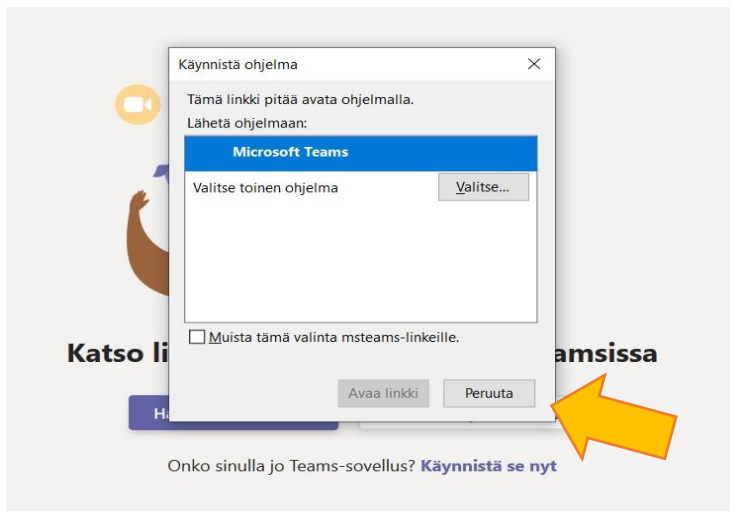 Käynnistä ohjelma
Tämä linkki pitää avata ohjelmalla.
Lähetä ohjelmaan:
Microsoft Teams
Valitse toinen ohjelma Valitse...
Muista tämä valinta msteams-linkeille.
Katso li amsissa
Avaa linkki Peruuta
Onko sinulla jo Teams-sovellus? Käynnistä se nyt